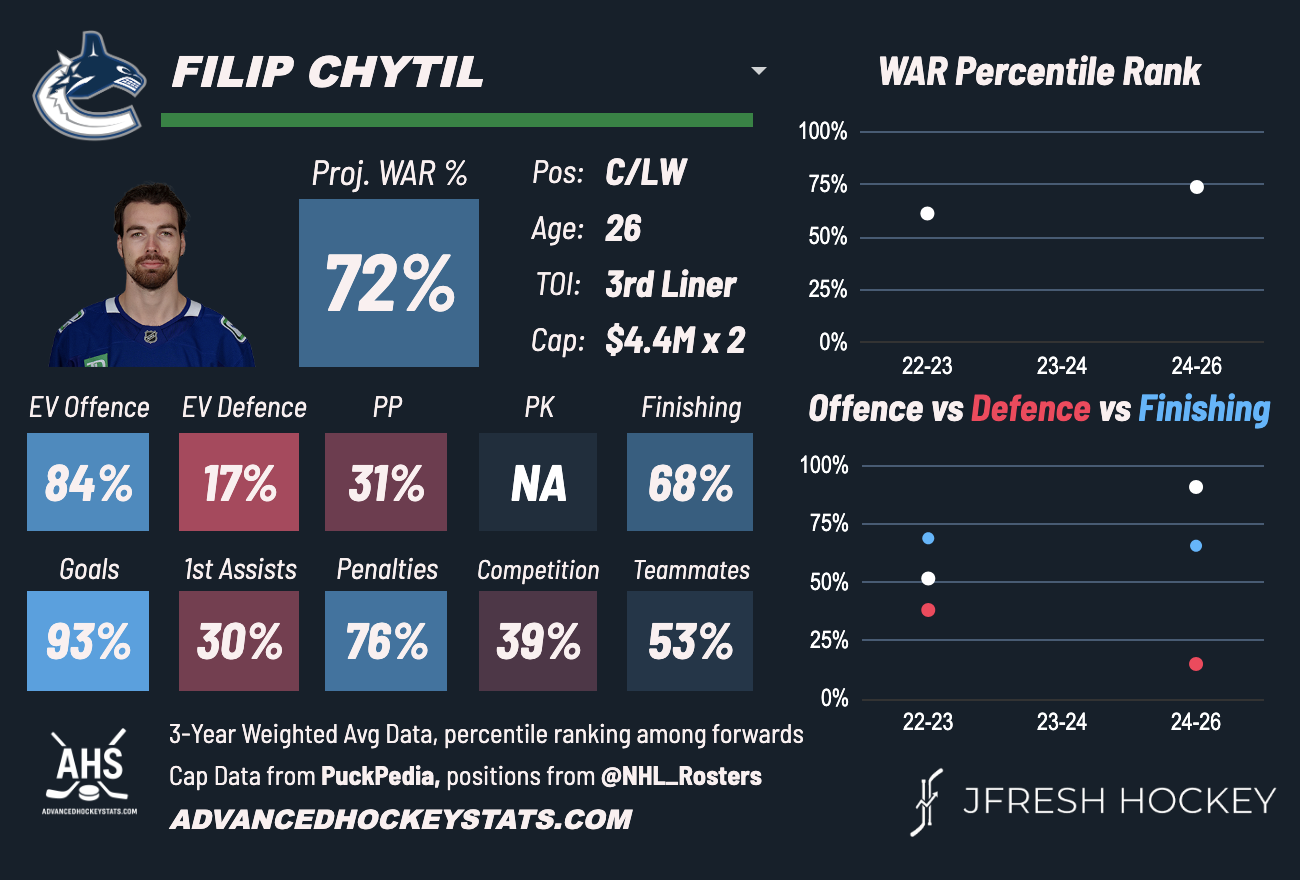 FILIP CHYTIL
Proj. WAR %
72%
Pos: C/LW
Age: 26
TOI: 3rd Liner
Cap: $4.4M x 2
EV Offence EV Defence PP PK Finishing
84% 17% 31% NA 68%
Goals 1st Assists Penalties Competition Teammates
93% 30% 76% 39% 53%
WAR Percentile Rank
100%
75%
50%
25%
0%
22-23 23-24 24-26
Offence vs Defence vs Finishing
100%
75%
50%
25%
0%
22-23 23-24 24-26
AHS
ADVANCEDHOCKEYSTATS.COM
3-Year Weighted Avg Data, percentile ranking among forwards
Cap Data from PuckPedia, positions from @NHL_Rosters
ADVANCEDHOCKEYSTATS.COM
JFRESH HOCKEY